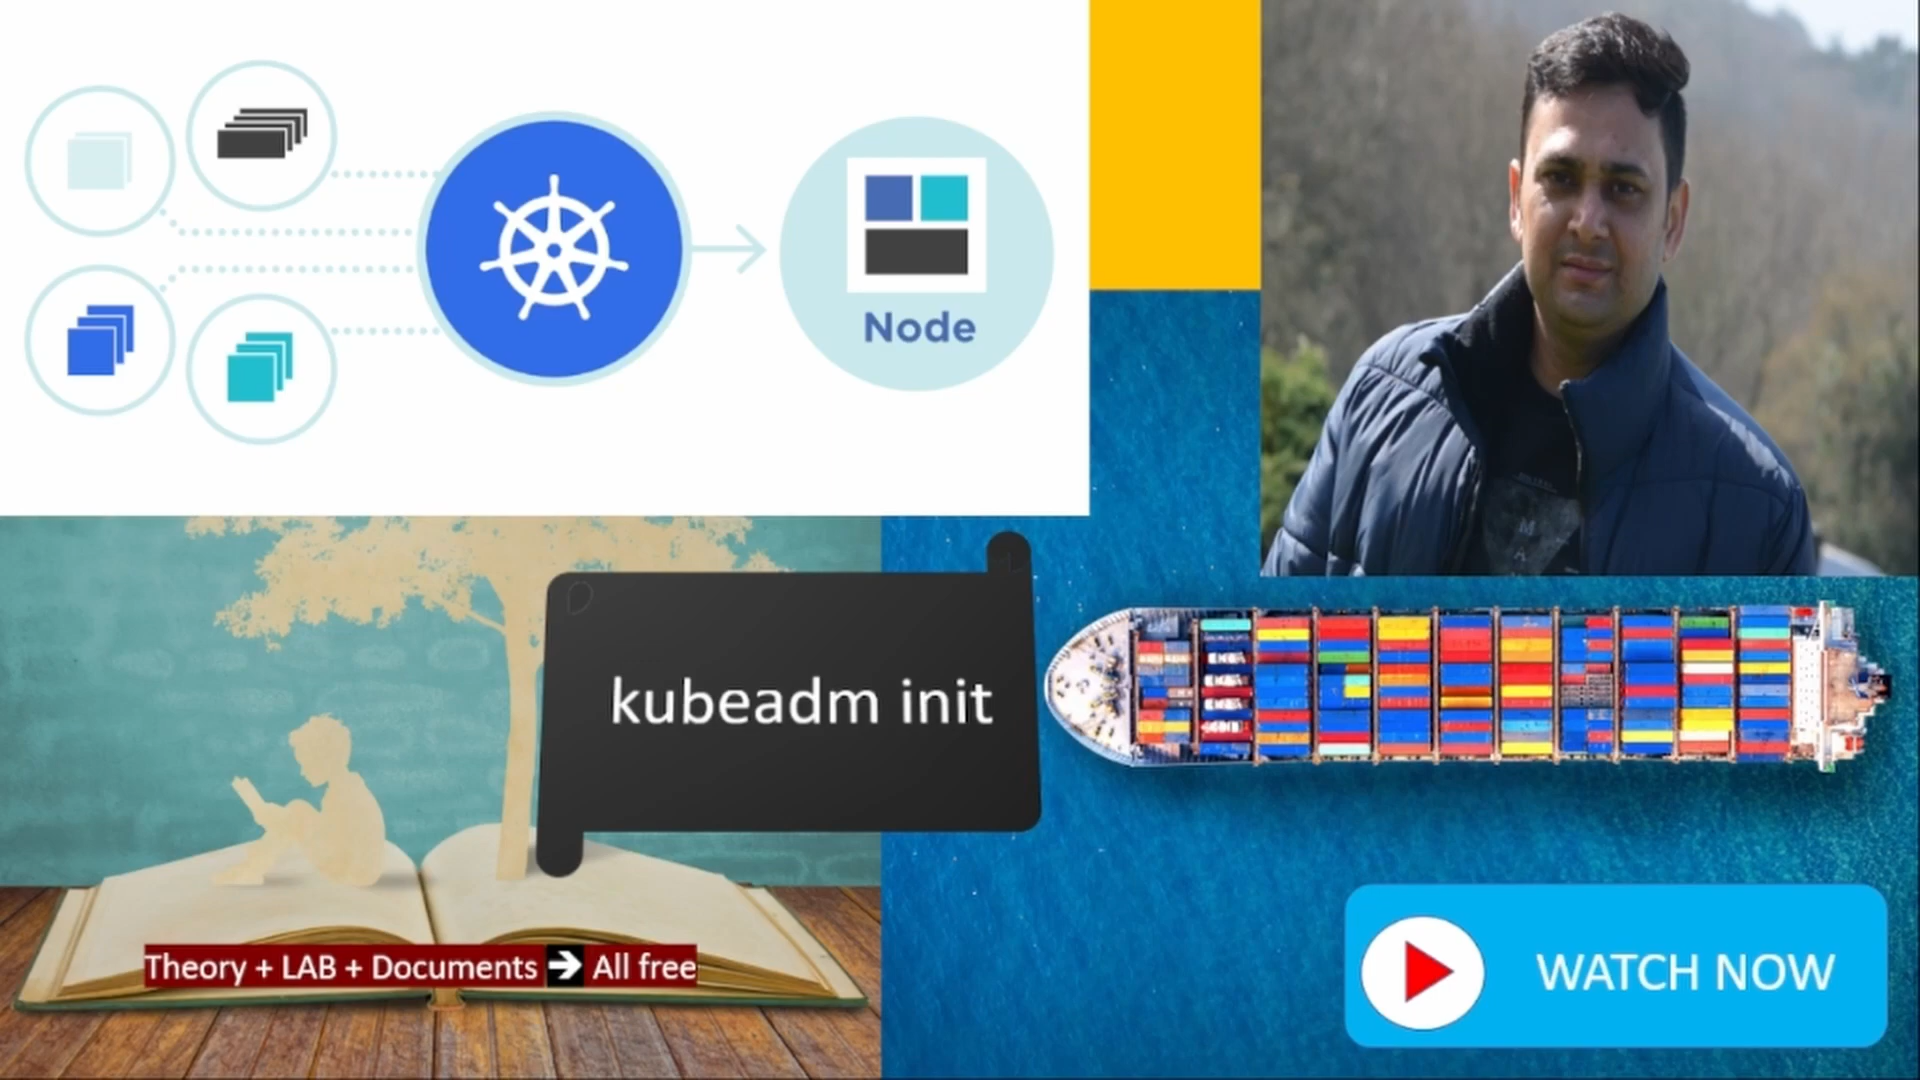 Node
kubeadm init
Theory + LAB + Documents → All free
WATCH NOW